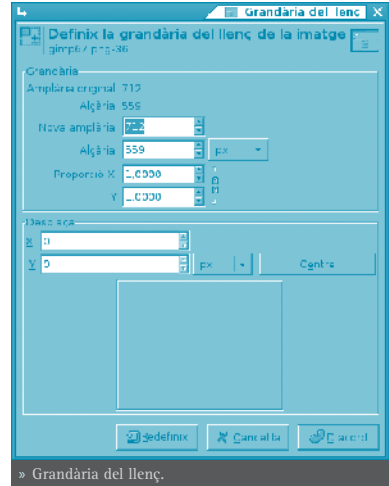 Grandària del llenç
Definix la grandària del llenç de la imatge
gimp67.png-36
Grandària
Amplària original 712
Alçària 559
Nova amplària 712
Alçària 559 px
Proporció X 1,0000
Y 1,0000
Desplaça
X 0
Y 0 px Centra
Redefinix Cancel·la D'acord
» Grandària del llenç.